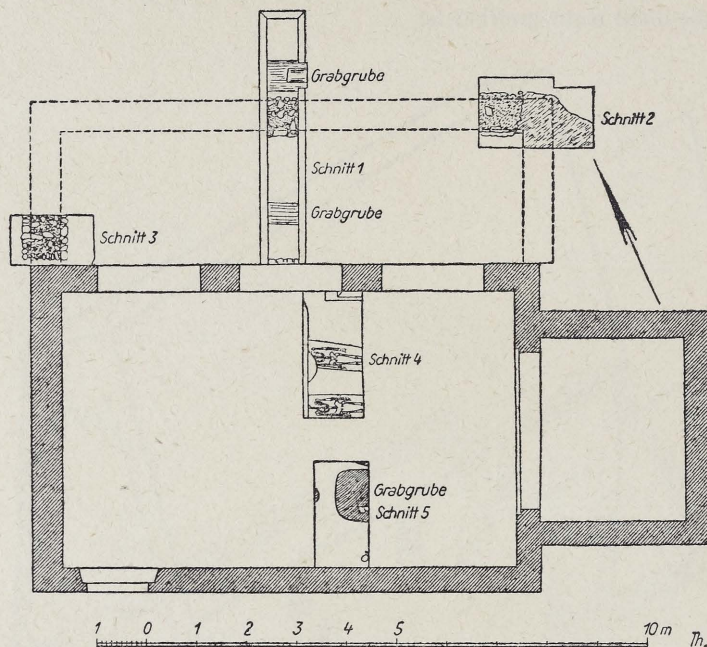 Grabgrube
Schnitt 1
Grabgrube
Schnitt 2
Schnitt 3
Schnitt 4
Grabgrube
Schnitt 5
1 0 1 2 3 4 5 10 m
Th.